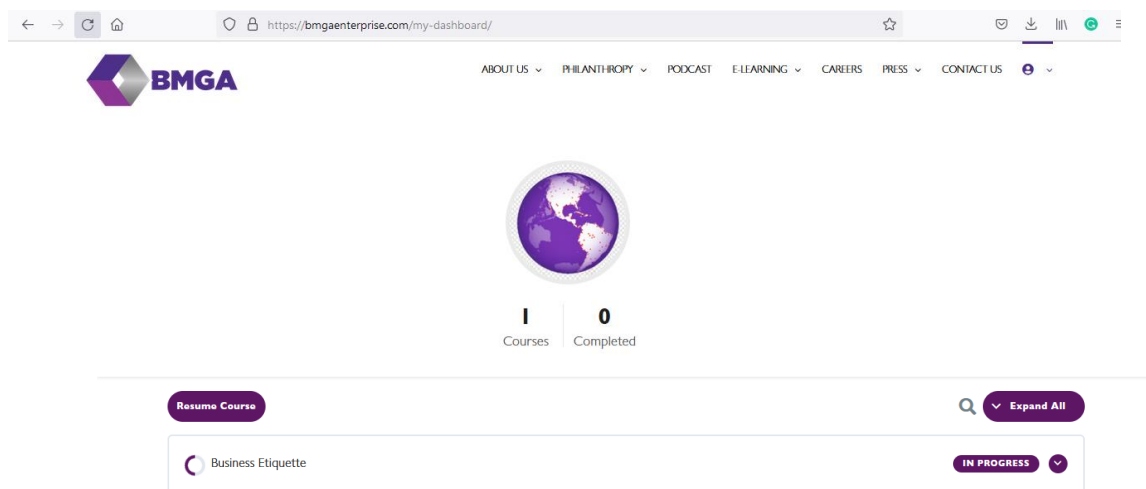 https://bmgaenterprise.com/my-dashboard/
BMGA
ABOUT US PHILANTHROPY PODCAST E-LEARNING CAREERS PRESS CONTACT US
1 0
Courses Completed
Resume Course Expand All
Business Etiquette IN PROGRESS